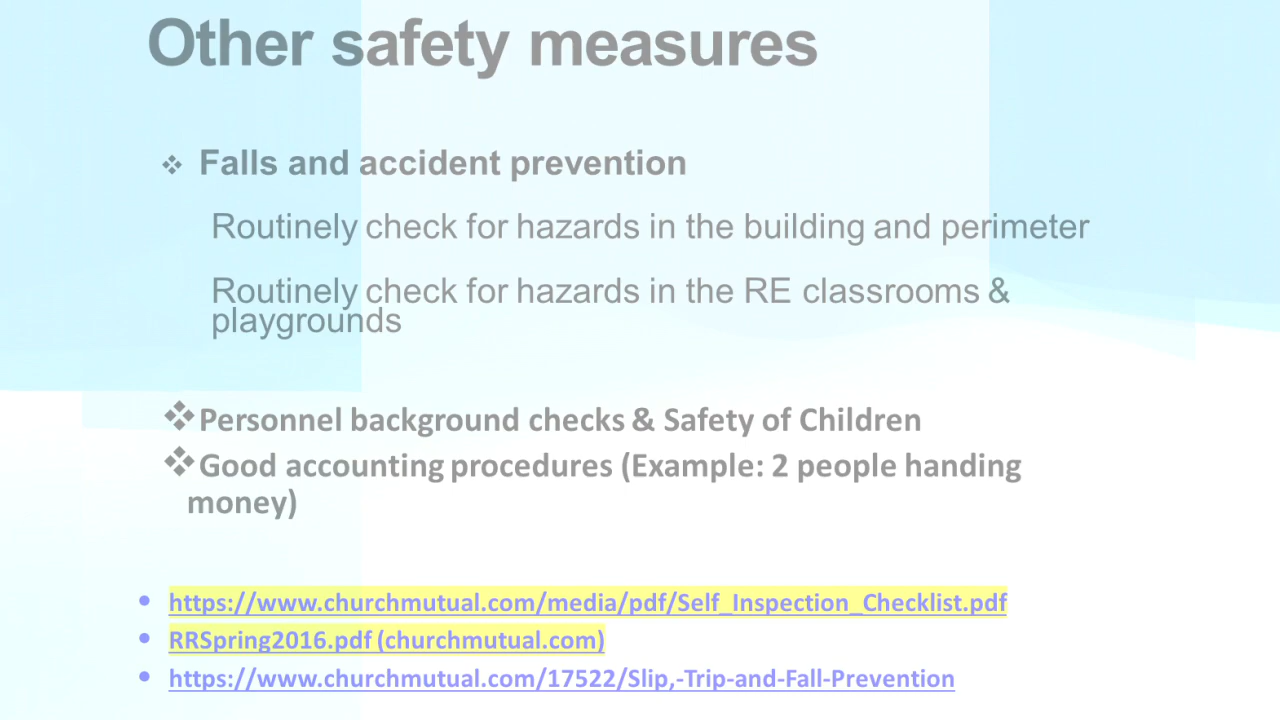 Other safety measures
❖ Falls and accident prevention
Routinely check for hazards in the building and perimeter
Routinely check for hazards in the RE classrooms &
playgrounds
❖Personnel background checks & Safety of Children
❖Good accounting procedures (Example: 2 people handing
money)
• https://www.churchmutual.com/media/pdf/Self_Inspection_Checklist.pdf
• RRSpring2016.pdf (churchmutual.com)
• https://www.churchmutual.com/17522/Slip,-Trip-and-Fall-Prevention